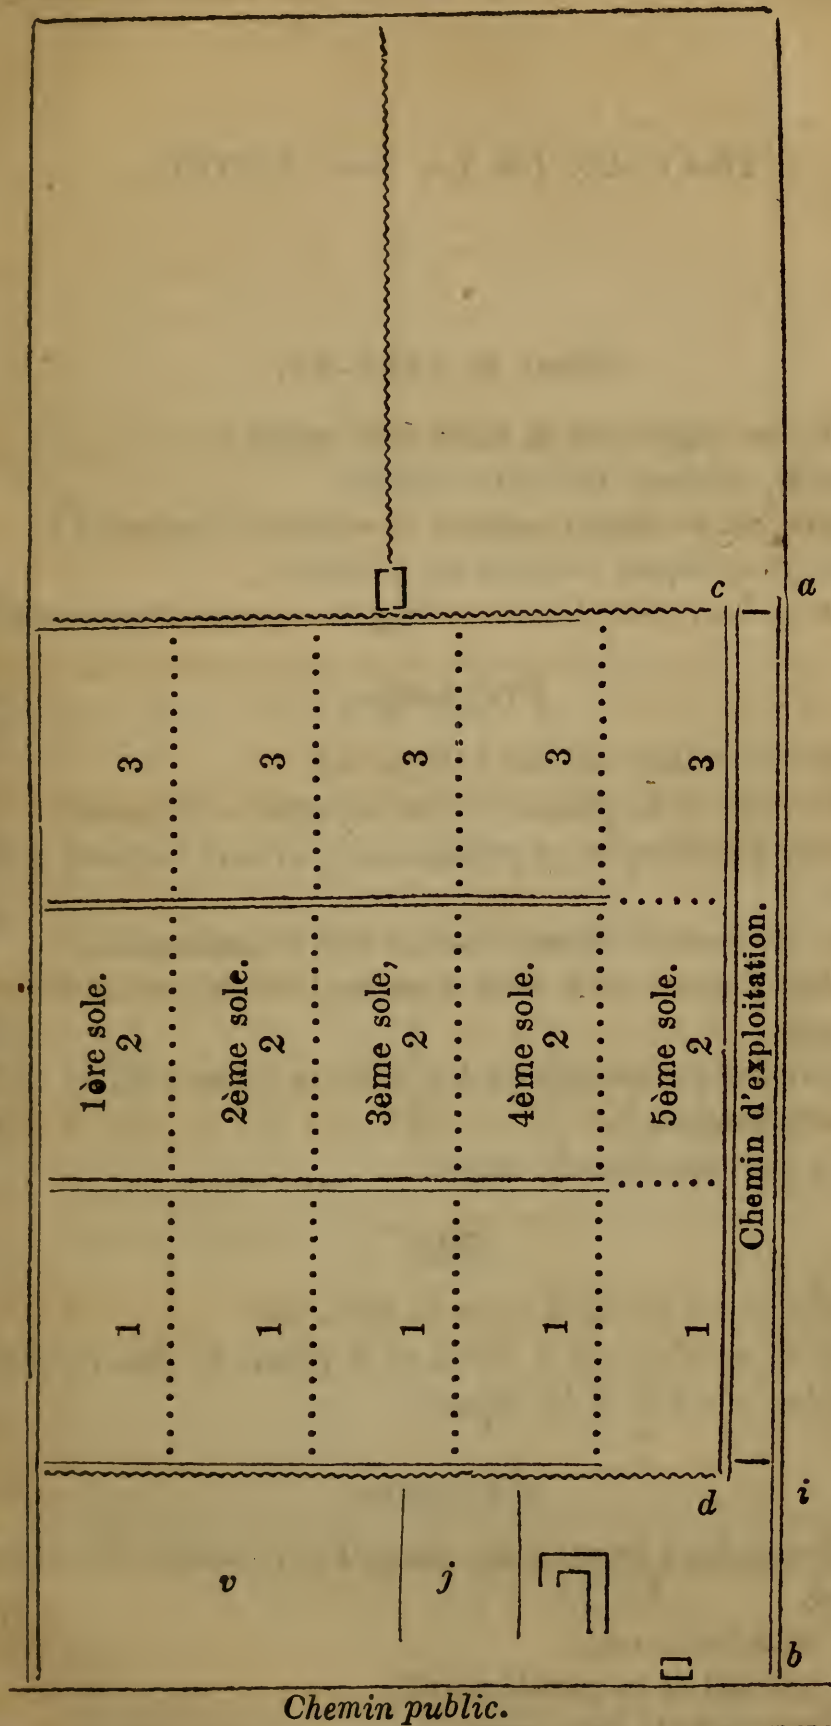 c a
3 3 3 3 3
1ère sole.
2
2ème sole.
2
3ème sole,
2
4ème sole.
2
5ème sole.
2
Chemin d'exploitation.
1 1 1 1 1
d i
v j
b
Chemin public.